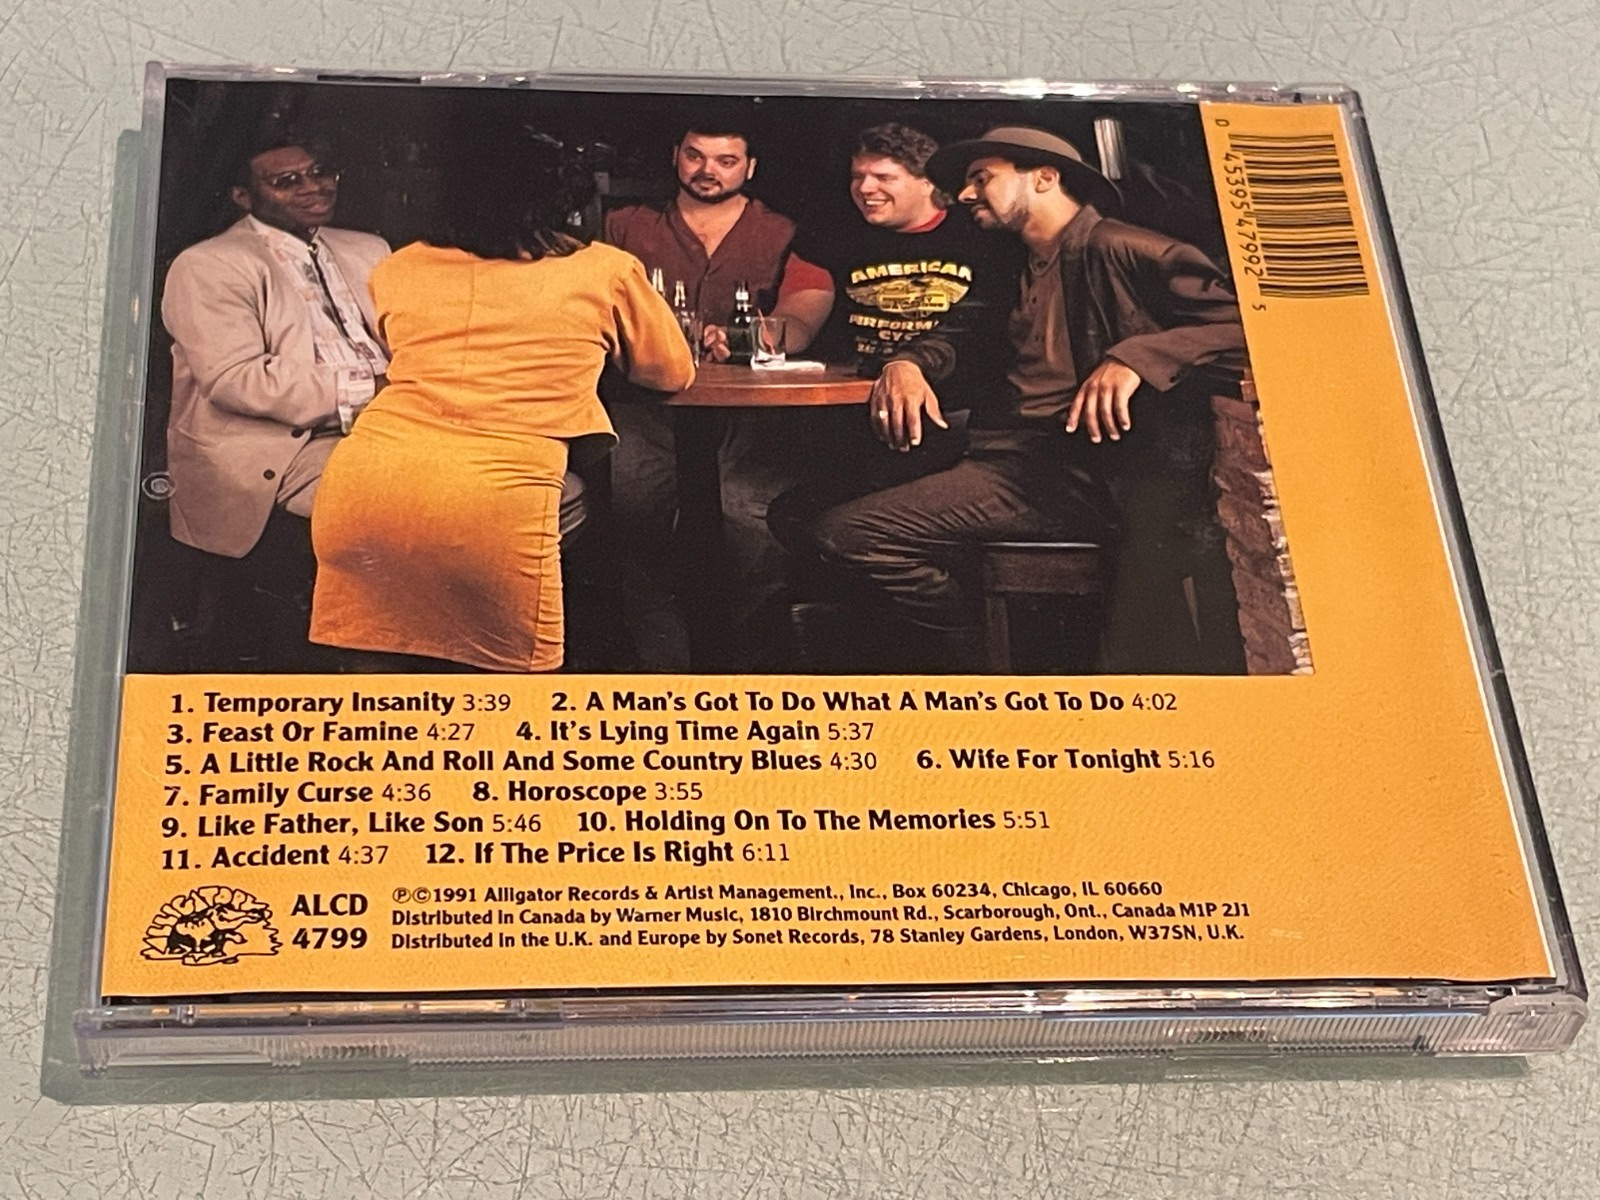 AMERICAN
PERFORM
CY
0 45395 47992 5
1. Temporary Insanity 3:39 2. A Man's Got To Do What A Man's Got To Do 4:02
3. Feast Or Famine 4:27 4. It's Lying Time Again 5:37
5. A Little Rock And Roll And Some Country Blues 4:30 6. Wife For Tonight 5:16
7. Family Curse 4:36 8. Horoscope 3:55
9. Like Father, Like Son 5:46 10. Holding On To The Memories 5:51
11. Accident 4:37 12. If The Price Is Right 6:11
ALLIGATOR
ALCD
4799
℗©1991 Alligator Records & Artist Management., Inc., Box 60234, Chicago, IL 60660
Distributed in Canada by Warner Music, 1810 Birchmount Rd., Scarborough, Ont., Canada M1P 2J1
Distributed in the U.K. and Europe by Sonet Records, 78 Stanley Gardens, London, W37SN, U.K.